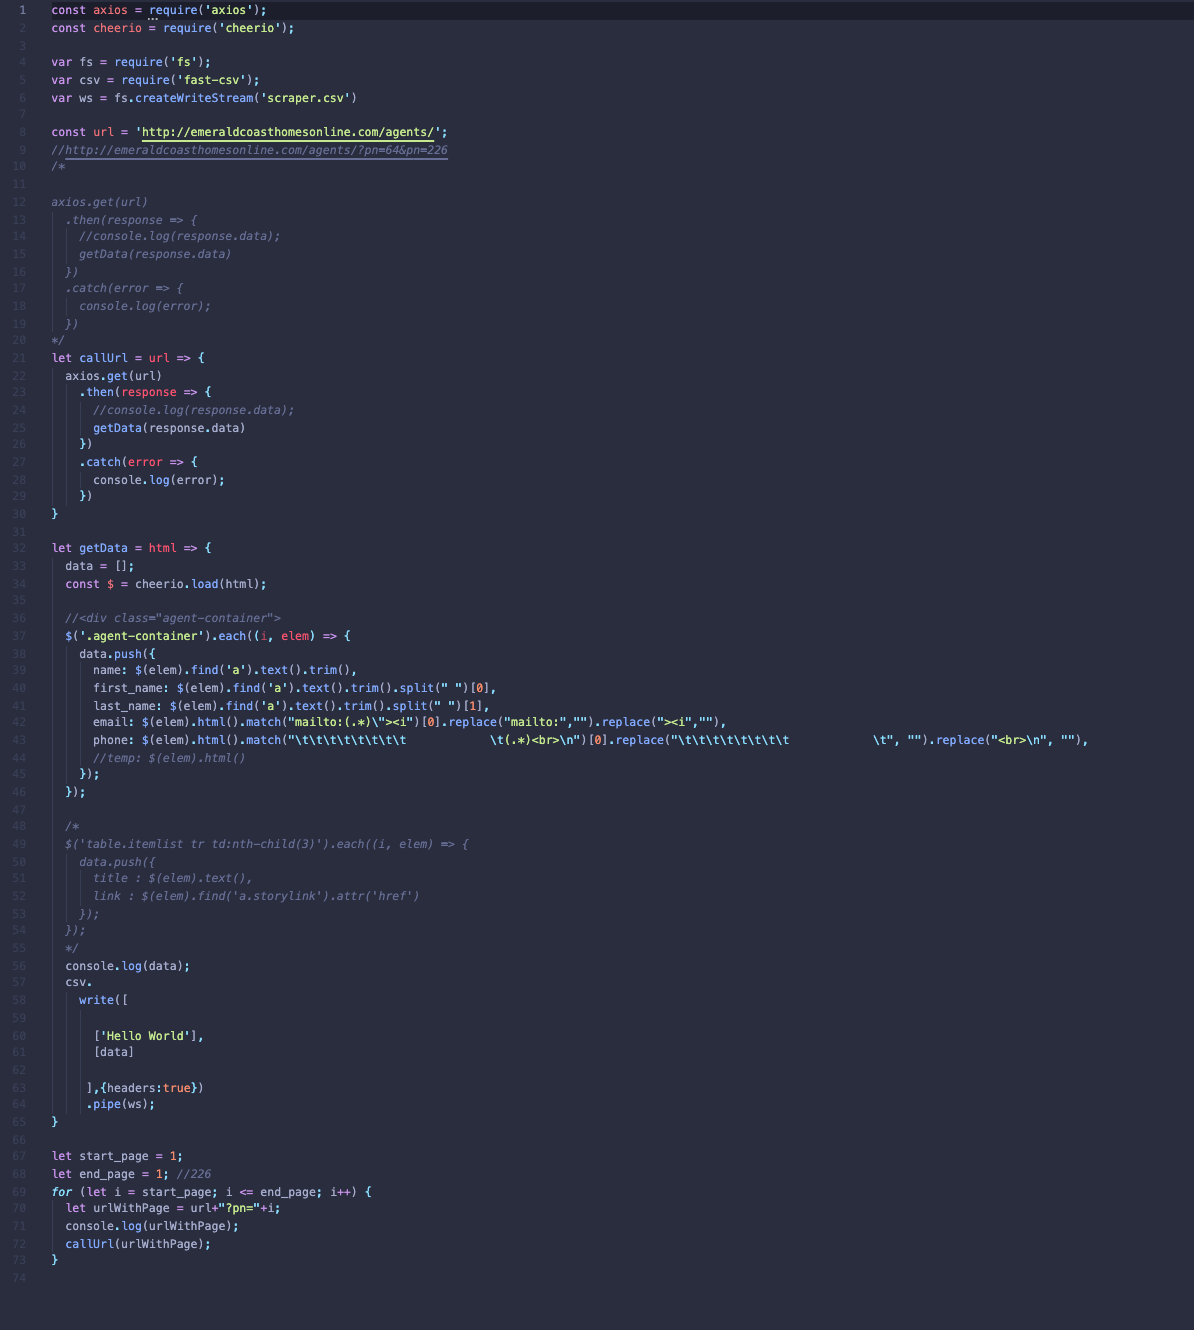 1 const axios = require('axios');
2 const cheerio = require('cheerio');
3
4 var fs = require('fs');
5 var csv = require('fast-csv');
6 var ws = fs.createWriteStream('scraper.csv')
7
8 const url = 'http://emeraldcoasthomesonline.com/agents/';
9 //http://emeraldcoasthomesonline.com/agents/?pn=64&pn=226
10 /*
11
12 axios.get(url)
13   .then(response => {
14     //console.log(response.data);
15     getData(response.data)
16   })
17   .catch(error => {
18     console.log(error);
19   })
20 */
21 let callUrl = url => {
22   axios.get(url)
23     .then(response => {
24       //console.log(response.data);
25       getData(response.data)
26     })
27     .catch(error => {
28       console.log(error);
29     })
30 }
31
32 let getData = html => {
33   data = [];
34   const $ = cheerio.load(html);
35
36   //<div class="agent-container">
37   $('.agent-container').each((i, elem) => {
38     data.push({
39       name: $(elem).find('a').text().trim(),
40       first_name: $(elem).find('a').text().trim().split(" ")[0],
41       last_name: $(elem).find('a').text().trim().split(" ")[1],
42       email: $(elem).html().match("mailto:(.*)\"><i")[0].replace("mailto:","").replace("><i",""),
43       phone: $(elem).html().match("\t\t\t\t\t\t\t\t            \t(.*)<br>\n")[0].replace("\t\t\t\t\t\t\t\t            \t", "").replace("<br>\n", ""),
44       //temp: $(elem).html()
45     });
46   });
47
48   /*
49   $('table.itemlist tr td:nth-child(3)').each((i, elem) => {
50     data.push({
51       title : $(elem).text(),
52       link : $(elem).find('a.storylink').attr('href')
53     });
54   });
55   */
56   console.log(data);
57   csv.
58     write([
59
60       ['Hello World'],
61       [data]
62
63      ],{headers:true})
64      .pipe(ws);
65 }
66
67 let start_page = 1;
68 let end_page = 1; //226
69 for (let i = start_page; i <= end_page; i++) {
70   let urlWithPage = url+"?pn="+i;
71   console.log(urlWithPage);
72   callUrl(urlWithPage);
73 }
74